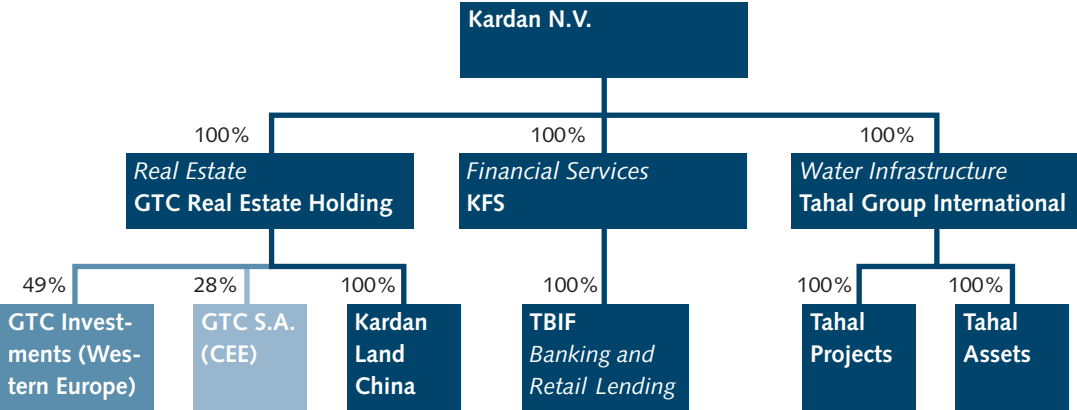 Kardan N.V.
100%
100%
100%
Real Estate
GTC Real Estate Holding
Financial Services
KFS
Water Infrastructure
Tahal Group International
49%
28%
100%
100%
100%
100%
GTC Invest-
ments (Wes-
tern Europe)
GTC S.A.
(CEE)
Kardan
Land
China
TBIF
Banking and
Retail Lending
Tahal
Projects
Tahal
Assets